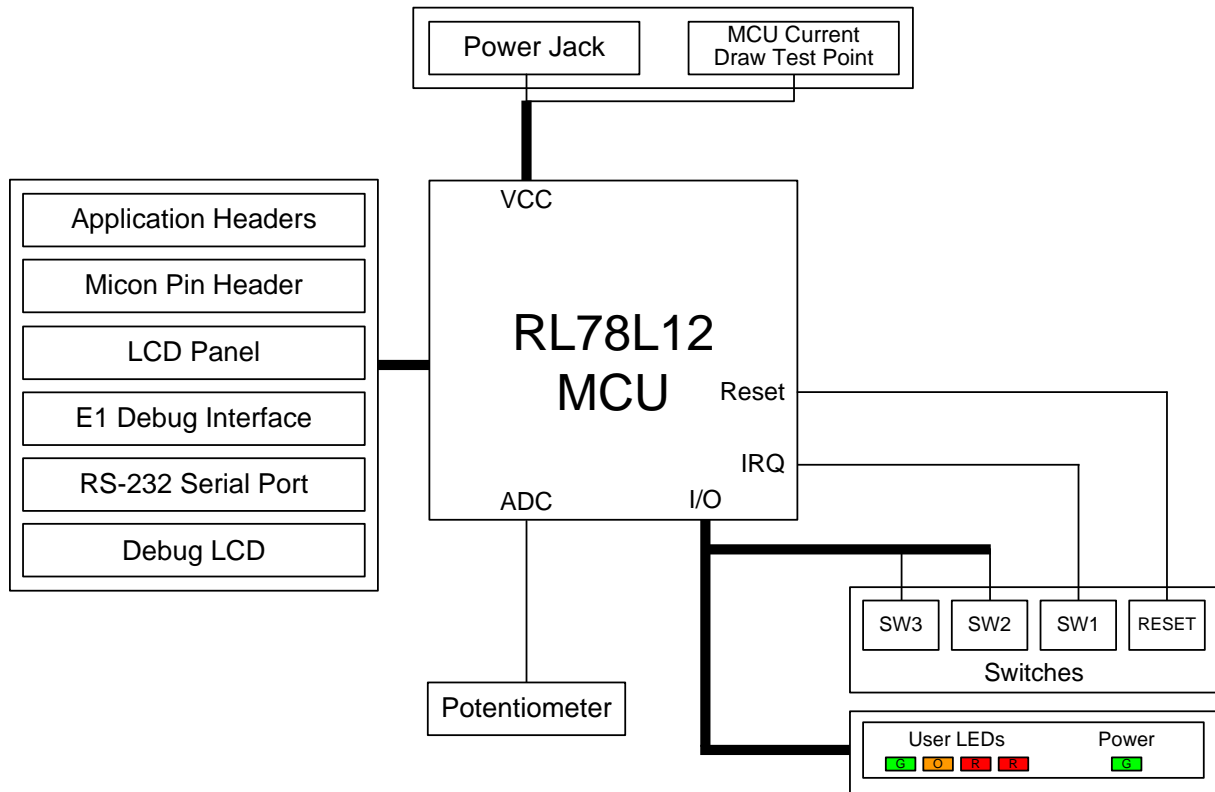 Power Jack
MCU Current
Draw Test Point
VCC
Application Headers
Micon Pin Header
LCD Panel
E1 Debug Interface
RS-232 Serial Port
Debug LCD
RL78L12
MCU
Reset
IRQ
ADC
I/O
SW3 SW2 SW1 RESET
Switches
Potentiometer
User LEDs Power
G O R R G